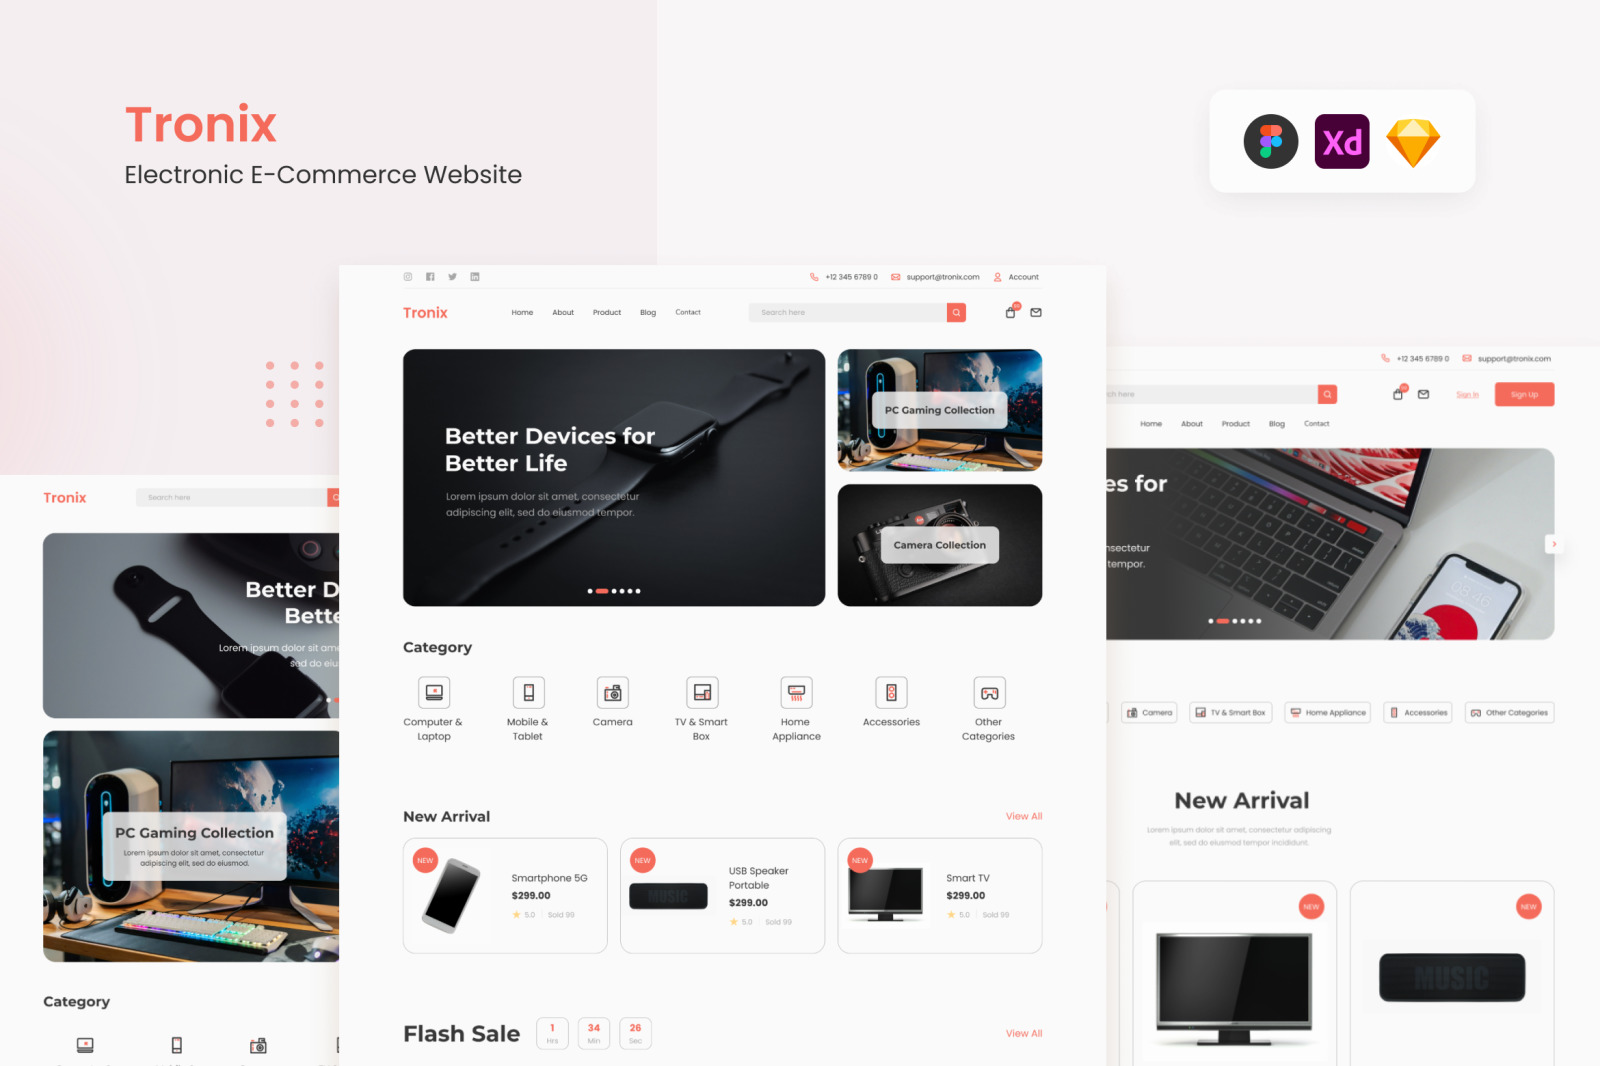 Tronix
Electronic E-Commerce Website
Xd
+12 345 6789 0
support@tronix.com
Account
Tronix
Home
About
Product
Blog
Contact
Search here
Better Devices for
Better Life
Lorem ipsum dolor sit amet, consectetur
adipiscing elit, sed do eiusmod tempor.
PC Gaming Collection
Camera Collection
Category
Computer &
Laptop
Mobile &
Tablet
Camera
TV & Smart
Box
Home
Appliance
Accessories
Other
Categories
New Arrival
View All
NEW
Smartphone 5G
$299.00
5.0
Sold 99
NEW
MUSIC
USB Speaker
Portable
$299.00
5.0
Sold 99
NEW
Smart TV
$299.00
5.0
Sold 99
Flash Sale
1
Hrs
34
Min
26
Sec
View All
Tronix
Search here
Better D
Bette
Lorem ipsum dolor sit am
sed do eiu
PC Gaming Collection
Lorem ipsum dolor sit amet, consectetur
adipiscing elit, sed do eiusmod.
Category
+12 345 6789 0
support@tronix.com
ch here
Sign In
Sign Up
Home
About
Product
Blog
Contact
es for
nsectetur
tempor.
08:46
Camera
TV & Smart Box
Home Appliance
Accessories
Other Categories
New Arrival
Lorem ipsum dolor sit amet, consectetur adipiscing
elit, sed do eiusmod tempor incididunt.
NEW
NEW
MUSIC